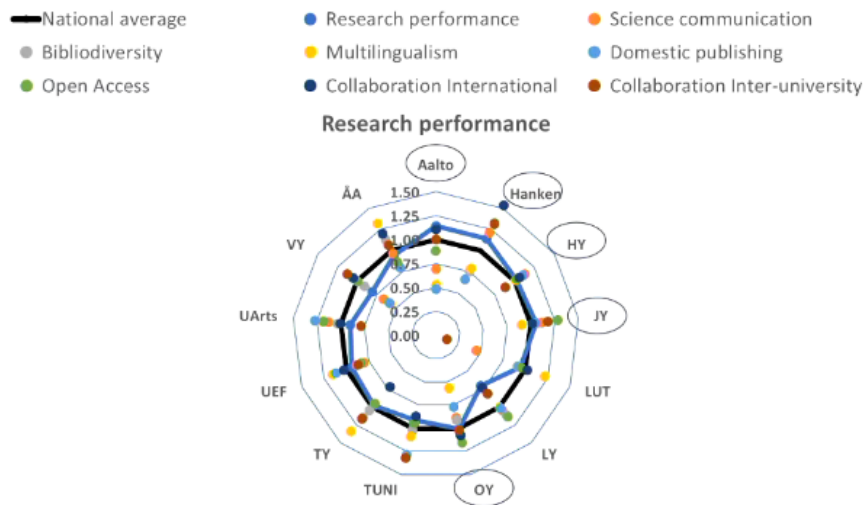 National average Research performance Science communication
Bibliodiversity Multilingualism Domestic publishing
Open Access Collaboration International Collaboration Inter-university
Research performance
Aalto
ÅA 1.50 Hanken
1.25
VY 1.00 HY
0.75
0.50
0.25
UArts 0.00 JY
UEF LUT
TY LY
TUNI OY